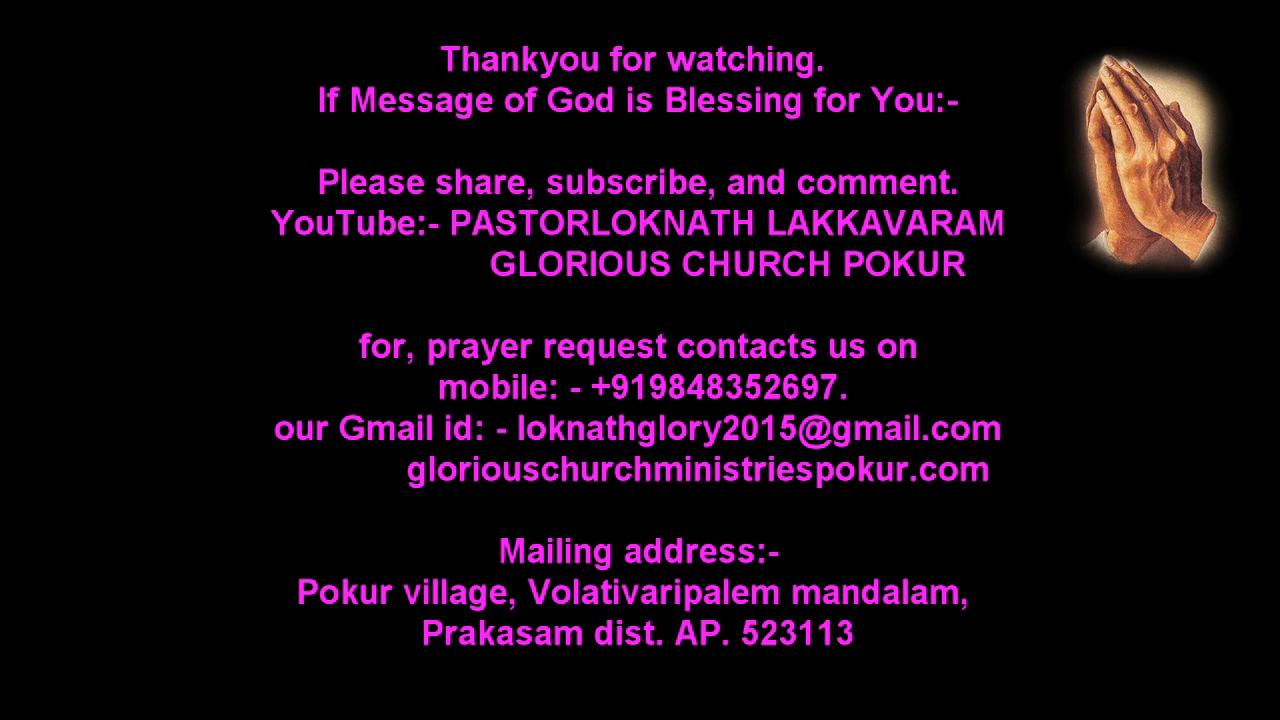 Thankyou for watching.
If Message of God is Blessing for You:-
Please share, subscribe, and comment.
YouTube:- PASTORLOKNATH LAKKAVARAM
GLORIOUS CHURCH POKUR
for, prayer request contacts us on
mobile: - +919848352697.
our Gmail id: - loknathglory2015@gmail.com
gloriouschurchministriespokur.com
Mailing address:-
Pokur village, Volativaripalem mandalam,
Prakasam dist. AP. 523113